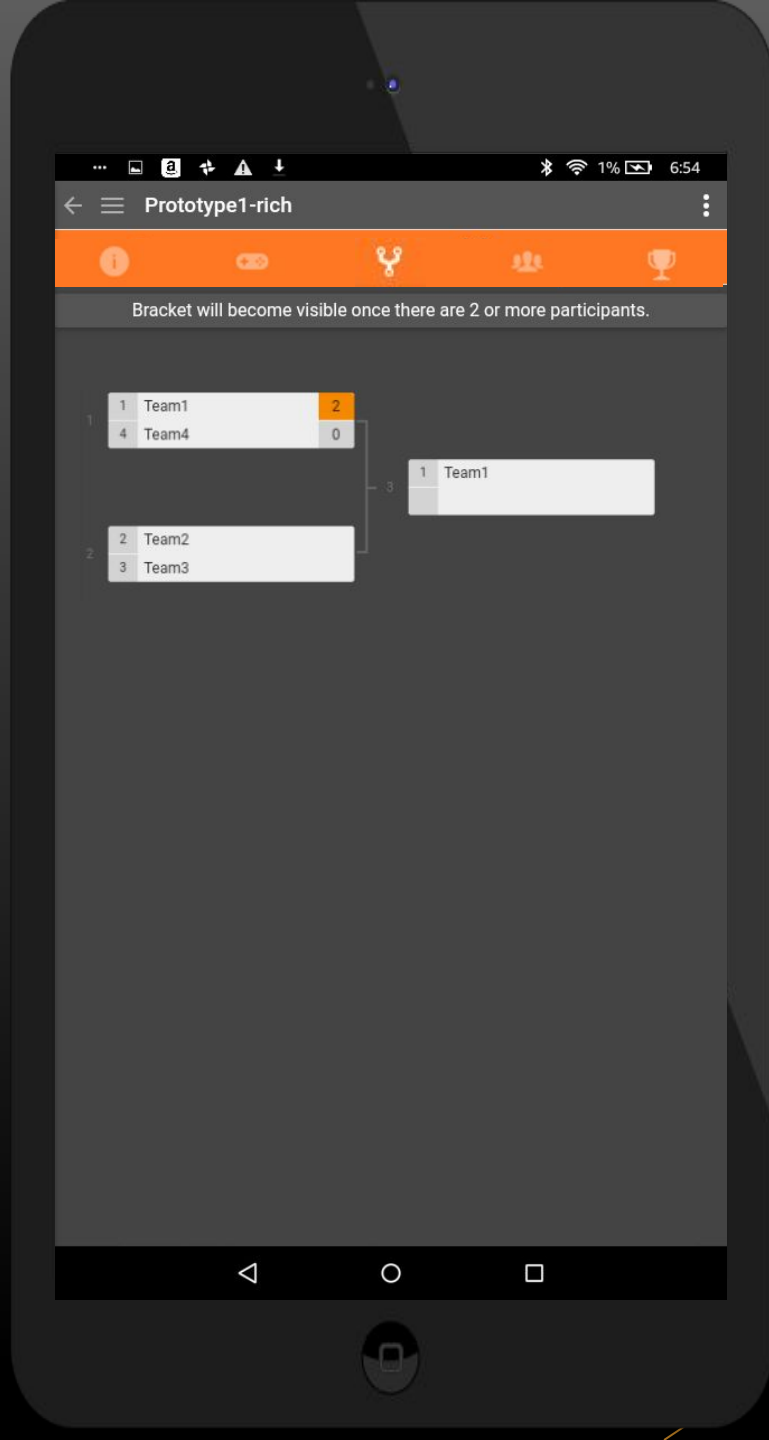 1% 6:54
Prototype1-rich
Bracket will become visible once there are 2 or more participants.
1 Team1 2
1
4 Team4 0
1 Team1
3
2 Team2
2
3 Team3